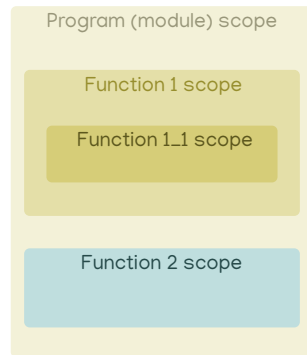 Program (module) scope
Function 1 scope
Function 1_1 scope
Function 2 scope